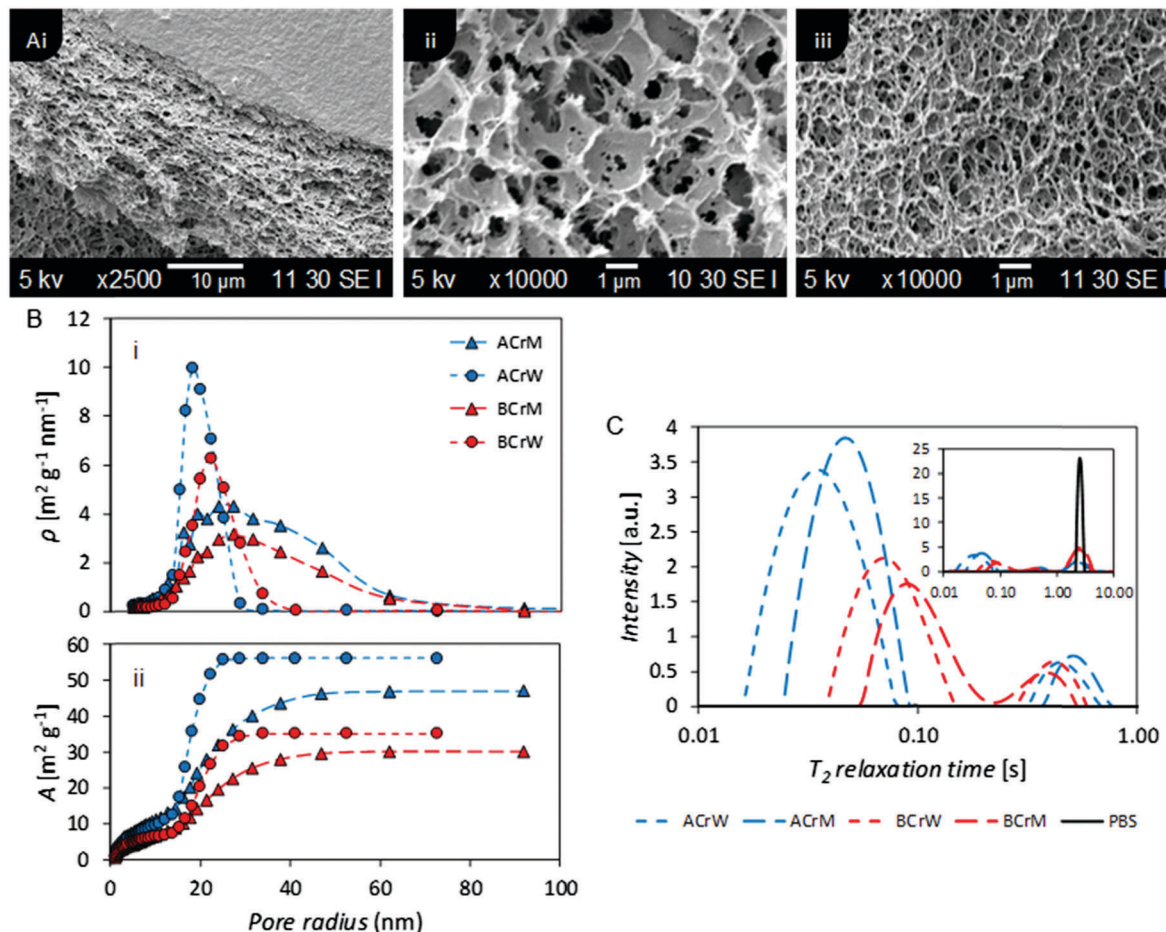 Ai
5 kv x2500 10 µm 11 30 SE I
ii
5 kv x10000 1 µm 10 30 SE I
iii
5 kv x10000 1 µm 11 30 SE I
B
i
12
10
8
6
4
2
0
ρ [m² g⁻¹ nm⁻¹]
ACrM
ACrW
BCrM
BCrW
ii
60
50
40
30
20
10
0
A [m² g⁻¹]
0 20 40 60 80 100
Pore radius (nm)
C
4
3.5
3
2.5
2
1.5
1
0.5
0
Intensity [a.u.]
25
20
15
10
5
0
0.01 0.10 1.00 10.00
0.01 0.10 1.00
T₂ relaxation time [s]
ACrW ACrM BCrW BCrM PBS